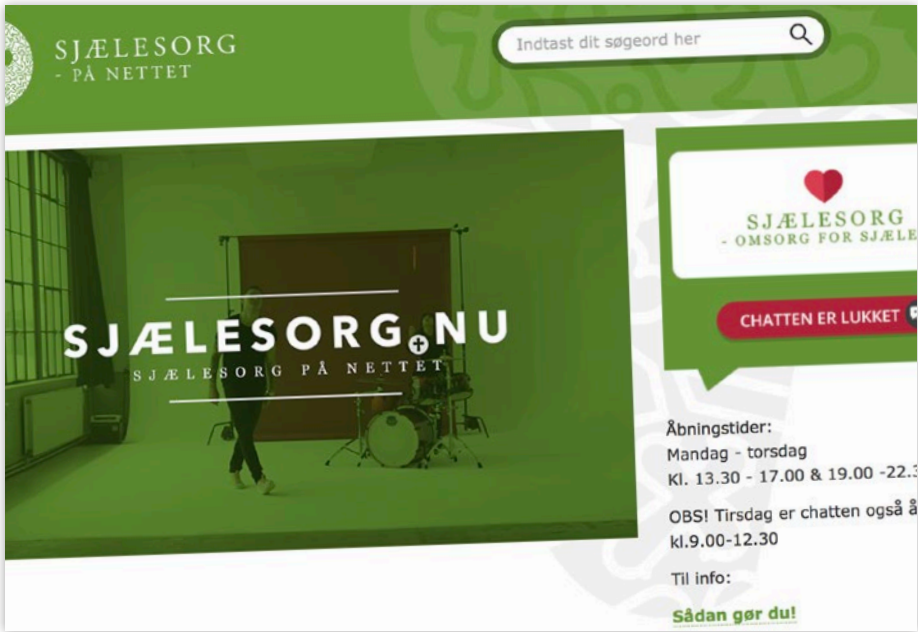 SJÆLESORG
- PÅ NETTET
Indtast dit søgeord her
SJÆLESORG.NU
SJÆLESORG PÅ NETTET
SJÆLESORG
- OMSORG FOR
CHATTEN ER LUKKET
Åbningstider:
Mandag - torsdag
Kl. 13.30 - 17.00 & 19.00 -22.3
OBS! Tirsdag er chatten også
kl.9.00-12.30
Til info:
Sådan gør du!